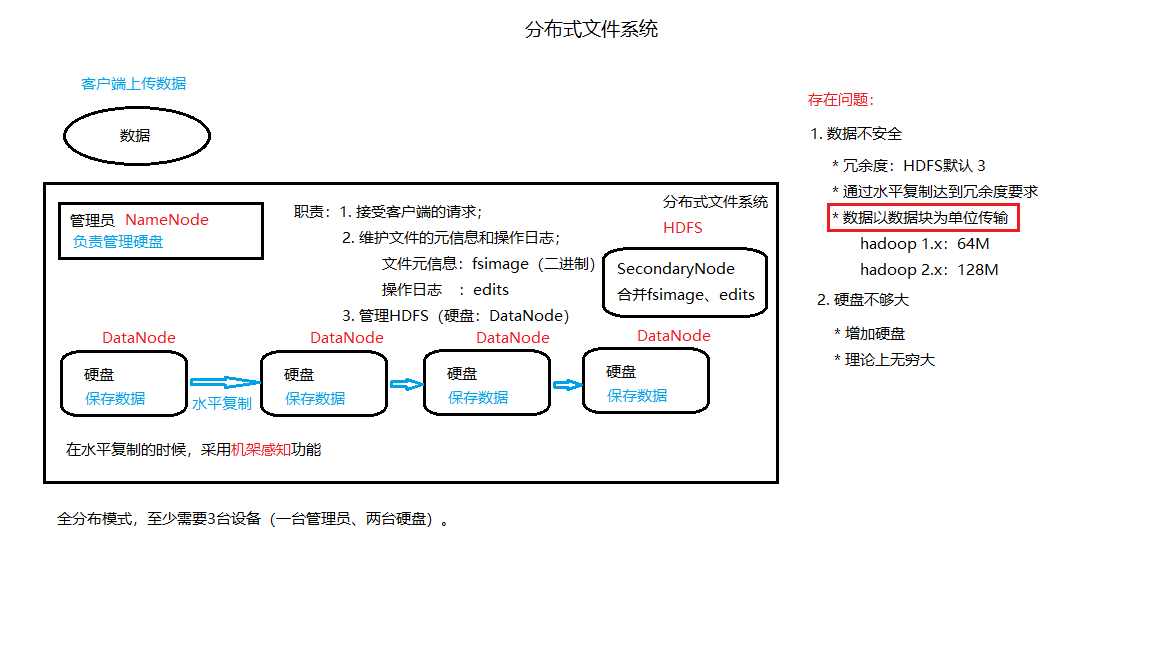 分布式文件系统
客户端上传数据
数据
管理员 NameNode
负责管理硬盘
职责：1. 接受客户端的请求；
2. 维护文件的元信息和操作日志；
文件元信息：fsimage（二进制）
操作日志 ：edits
3. 管理HDFS（硬盘：DataNode）
分布式文件系统
HDFS
SecondaryNode
合并fsimage、edits
DataNode
硬盘
保存数据
水平复制
DataNode
硬盘
保存数据
DataNode
硬盘
保存数据
DataNode
硬盘
保存数据
在水平复制的时候，采用机架感知功能
全分布模式，至少需要3台设备（一台管理员、两台硬盘）。
存在问题：
1. 数据不安全
* 冗余度：HDFS默认 3
* 通过水平复制达到冗余度要求
* 数据以数据块为单位传输
hadoop 1.x：64M
hadoop 2.x：128M
2. 硬盘不够大
* 增加硬盘
* 理论上无穷大